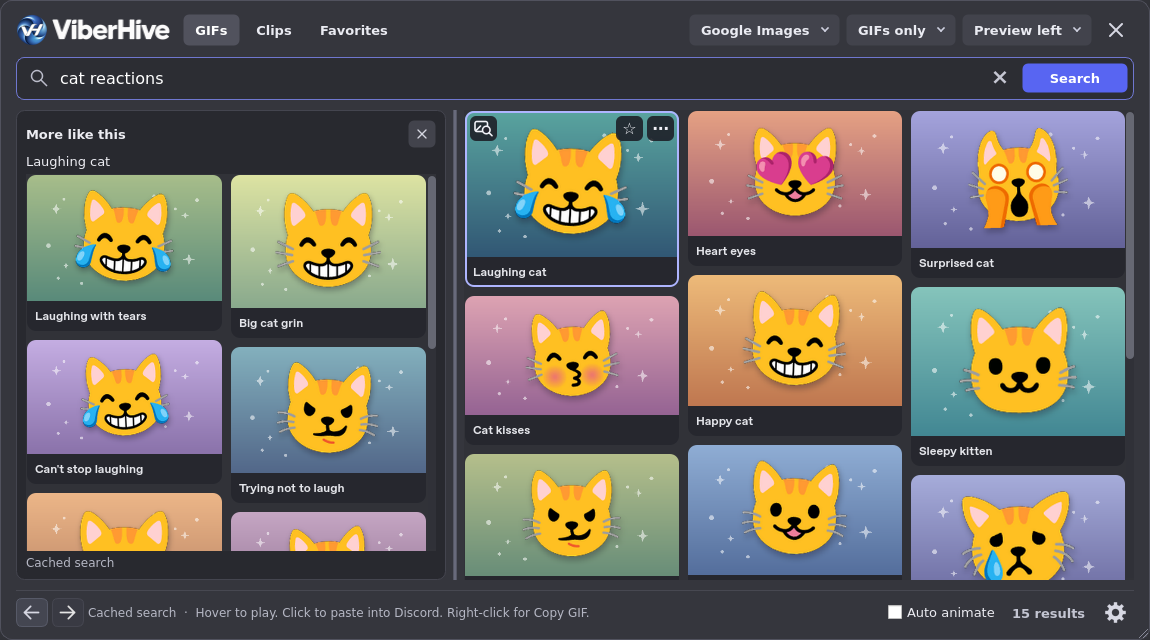 VH ViberHive
GIFs
Clips
Favorites
Google Images
GIFs only
Preview left
cat reactions
Search
More like this
Laughing cat
Laughing with tears
Big cat grin
Can't stop laughing
Trying not to laugh
Cached search
Laughing cat
Heart eyes
Surprised cat
Cat kisses
Happy cat
Sleepy kitten
Cached search · Hover to play. Click to paste into Discord. Right-click for Copy GIF.
Auto animate
15 results